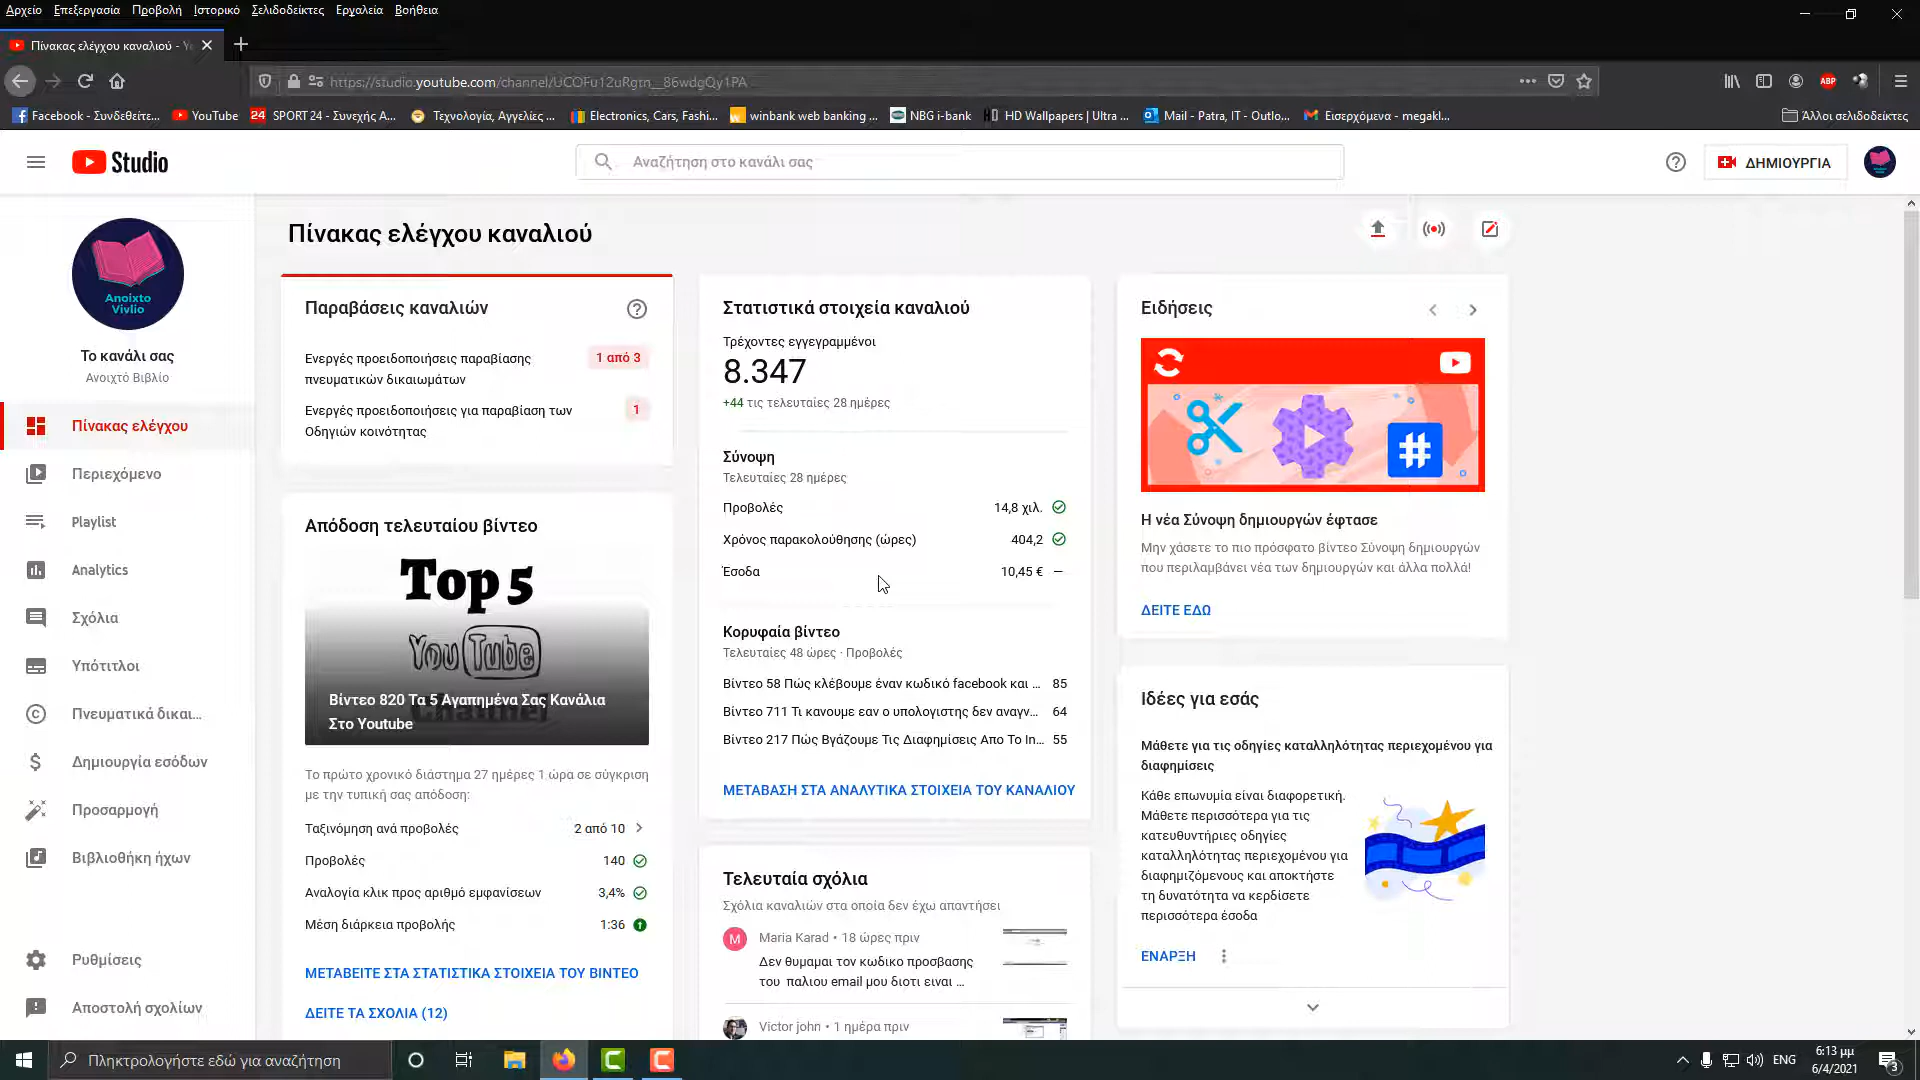 Αρχείο Επεξεργασία Προβολή Ιστορικό Σελιδοδείκτες Εργαλεία Βοήθεια
Πίνακας ελέγχου καναλιού - Yo
https://studio.youtube.com/channel/UCOFu12uRgtn__86wdgQy1PA
Facebook - Συνδεθείτε... YouTube 24 SPORT 24 - Συνεχής Α... Τεχνολογία, Αγγελίες ... Electronics, Cars, Fashi... winbank web banking ... NBG i-bank HD Wallpapers | Ultra ... Mail - Patra, IT - Outlo... Εισερχόμενα - megakl... Άλλοι σελιδοδείκτες
Studio
Αναζήτηση στο κανάλι σας
ΔΗΜΙΟΥΡΓΙΑ
Anoixto
Vivlio
Το κανάλι σας
Ανοιχτό Βιβλίο
Πίνακας ελέγχου
Περιεχόμενο
Playlist
Analytics
Σχόλια
Υπότιτλοι
Πνευματικά δικαι...
Δημιουργία εσόδων
Προσαρμογή
Βιβλιοθήκη ήχων
Ρυθμίσεις
Αποστολή σχολίων
Πίνακας ελέγχου καναλιού
Παραβάσεις καναλιών
Ενεργές προειδοποιήσεις παραβίασης
πνευματικών δικαιωμάτων
1 από 3
Ενεργές προειδοποιήσεις για παραβίαση των
Οδηγιών κοινότητας
1
Απόδοση τελευταίου βίντεο
Top 5
YouTube
Channel
Βίντεο 820 Τα 5 Αγαπημένα Σας Κανάλια
Στο Youtube
Το πρώτο χρονικό διάστημα 27 ημέρες 1 ώρα σε σύγκριση
με την τυπική σας απόδοση:
Ταξινόμηση ανά προβολές 2 από 10
Προβολές 140
Αναλογία κλικ προς αριθμό εμφανίσεων 3,4%
Μέση διάρκεια προβολής 1:36
ΜΕΤΑΒΕΙΤΕ ΣΤΑ ΣΤΑΤΙΣΤΙΚΑ ΣΤΟΙΧΕΙΑ ΤΟΥ ΒΙΝΤΕΟ
ΔΕΙΤΕ ΤΑ ΣΧΟΛΙΑ (12)
Στατιστικά στοιχεία καναλιού
Τρέχοντες εγγεγραμμένοι
8.347
+44 τις τελευταίες 28 ημέρες
Σύνοψη
Τελευταίες 28 ημέρες
Προβολές 14,8 χιλ.
Χρόνος παρακολούθησης (ώρες) 404,2
Έσοδα 10,45 € —
Κορυφαία βίντεο
Τελευταίες 48 ώρες · Προβολές
Βίντεο 58 Πώς κλέβουμε έναν κωδικό facebook και ... 85
Βίντεο 711 Τι κανουμε εαν ο υπολογιστης δεν αναγν... 64
Βίντεο 217 Πώς Βγάζουμε Τις Διαφημίσεις Απο Το In... 55
ΜΕΤΑΒΑΣΗ ΣΤΑ ΑΝΑΛΥΤΙΚΑ ΣΤΟΙΧΕΙΑ ΤΟΥ ΚΑΝΑΛΙΟΥ
Τελευταία σχόλια
Σχόλια καναλιών στα οποία δεν έχω απαντήσει
M Maria Karad • 18 ώρες πριν
Δεν θυμαμαι τον κωδικο προσβασης
του παλιου email μου διοτι ειναι ...
Victor john • 1 ημέρα πριν
Ειδήσεις
#
Η νέα Σύνοψη δημιουργών έφτασε
Μην χάσετε το πιο πρόσφατο βίντεο Σύνοψη δημιουργών
που περιλαμβάνει νέα των δημιουργών και άλλα πολλά!
ΔΕΙΤΕ ΕΔΩ
Ιδέες για εσάς
Μάθετε για τις οδηγίες καταλληλότητας περιεχομένου για
διαφημίσεις
Κάθε επωνυμία είναι διαφορετική.
Μάθετε περισσότερα για τις
κατευθυντήριες οδηγίες
καταλληλότητας περιεχομένου για
διαφημιζόμενους και αποκτήστε
τη δυνατότητα να κερδίσετε
περισσότερα έσοδα
ΕΝΑΡΞΗ
Πληκτρολογήστε εδώ για αναζήτηση
ENG
6:13 μμ
6/4/2021
3